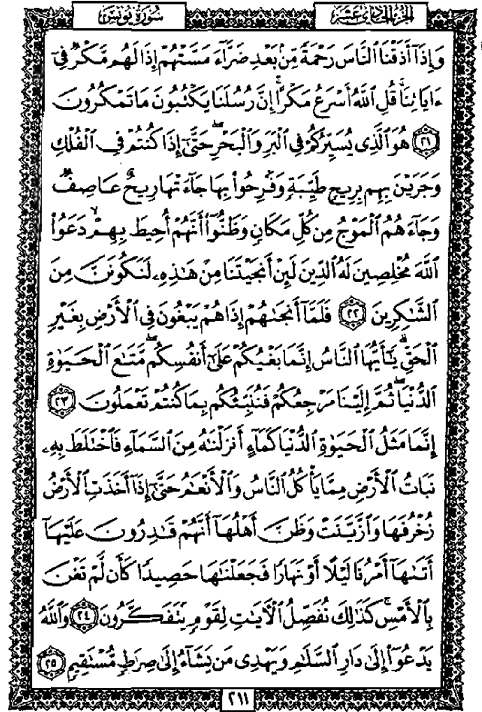 سورة يونس
الجزء الحادي عشر
وَإِذَآ أَذَقْنَا ٱلنَّاسَ رَحْمَةً مِّنۢ بَعْدِ ضَرَّآءَ مَسَّتْهُمْ إِذَا لَهُم مَّكْرٌ فِىٓ
ءَايَاتِنَا ۚ قُلِ ٱللَّهُ أَسْرَعُ مَكْرًا ۚ إِنَّ رُسُلَنَا يَكْتُبُونَ مَا تَمْكُرُونَ
٢١ هُوَ ٱلَّذِى يُسَيِّرُكُمْ فِى ٱلْبَرِّ وَٱلْبَحْرِ ۖ حَتَّىٰٓ إِذَا كُنتُمْ فِى ٱلْفُلْكِ
وَجَرَيْنَ بِهِم بِرِيحٍ طَيِّبَةٍ وَفَرِحُوا۟ بِهَا جَآءَتْهَا رِيحٌ عَاصِفٌ
وَجَآءَهُمُ ٱلْمَوْجُ مِن كُلِّ مَكَانٍ وَظَنُّوٓا۟ أَنَّهُمْ أُحِيطَ بِهِمْ ۙ دَعَوُا۟
ٱللَّهَ مُخْلِصِينَ لَهُ ٱلدِّينَ لَئِنْ أَنجَيْتَنَا مِنْ هَٰذِهِۦ لَنَكُونَنَّ مِنَ
ٱلشَّٰكِرِينَ ٢٢ فَلَمَّآ أَنجَىٰهُمْ إِذَا هُمْ يَبْغُونَ فِى ٱلْأَرْضِ بِغَيْرِ
ٱلْحَقِّ ۗ يَٰٓأَيُّهَا ٱلنَّاسُ إِنَّمَا بَغْيُكُمْ عَلَىٰٓ أَنفُسِكُم ۖ مَّتَٰعَ ٱلْحَيَوٰةِ
ٱلدُّنْيَا ۖ ثُمَّ إِلَيْنَا مَرْجِعُكُمْ فَنُنَبِّئُكُم بِمَا كُنتُمْ تَعْمَلُونَ ٢٣
إِنَّمَا مَثَلُ ٱلْحَيَوٰةِ ٱلدُّنْيَا كَمَآءٍ أَنزَلْنَٰهُ مِنَ ٱلسَّمَآءِ فَٱخْتَلَطَ بِهِۦ
نَبَاتُ ٱلْأَرْضِ مِمَّا يَأْكُلُ ٱلنَّاسُ وَٱلْأَنْعَٰمُ حَتَّىٰٓ إِذَآ أَخَذَتِ ٱلْأَرْضُ
زُخْرُفَهَا وَٱزَّيَّنَتْ وَظَنَّ أَهْلُهَآ أَنَّهُمْ قَٰدِرُونَ عَلَيْهَآ
أَتَىٰهَآ أَمْرُنَا لَيْلًا أَوْ نَهَارًا فَجَعَلْنَٰهَا حَصِيدًا كَأَن لَّمْ تَغْنَ
بِٱلْأَمْسِ ۚ كَذَٰلِكَ نُفَصِّلُ ٱلْءَايَٰتِ لِقَوْمٍ يَتَفَكَّرُونَ ٢٤ وَٱللَّهُ
يَدْعُوٓا۟ إِلَىٰ دَارِ ٱلسَّلَٰمِ وَيَهْدِى مَن يَشَآءُ إِلَىٰ صِرَٰطٍ مُّسْتَقِيمٍ ٢٥
٢١١